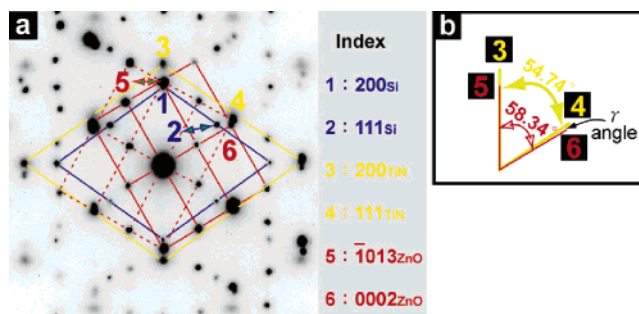 a
3
5
1
4
2
6
Index
1 : 200Si
2 : 111Si
3 : 200TiN
4 : 111TiN
5 : 1̅013ZnO
6 : 0002ZnO
b
3
54.74°
5
4
58.34°
γ
6
angle